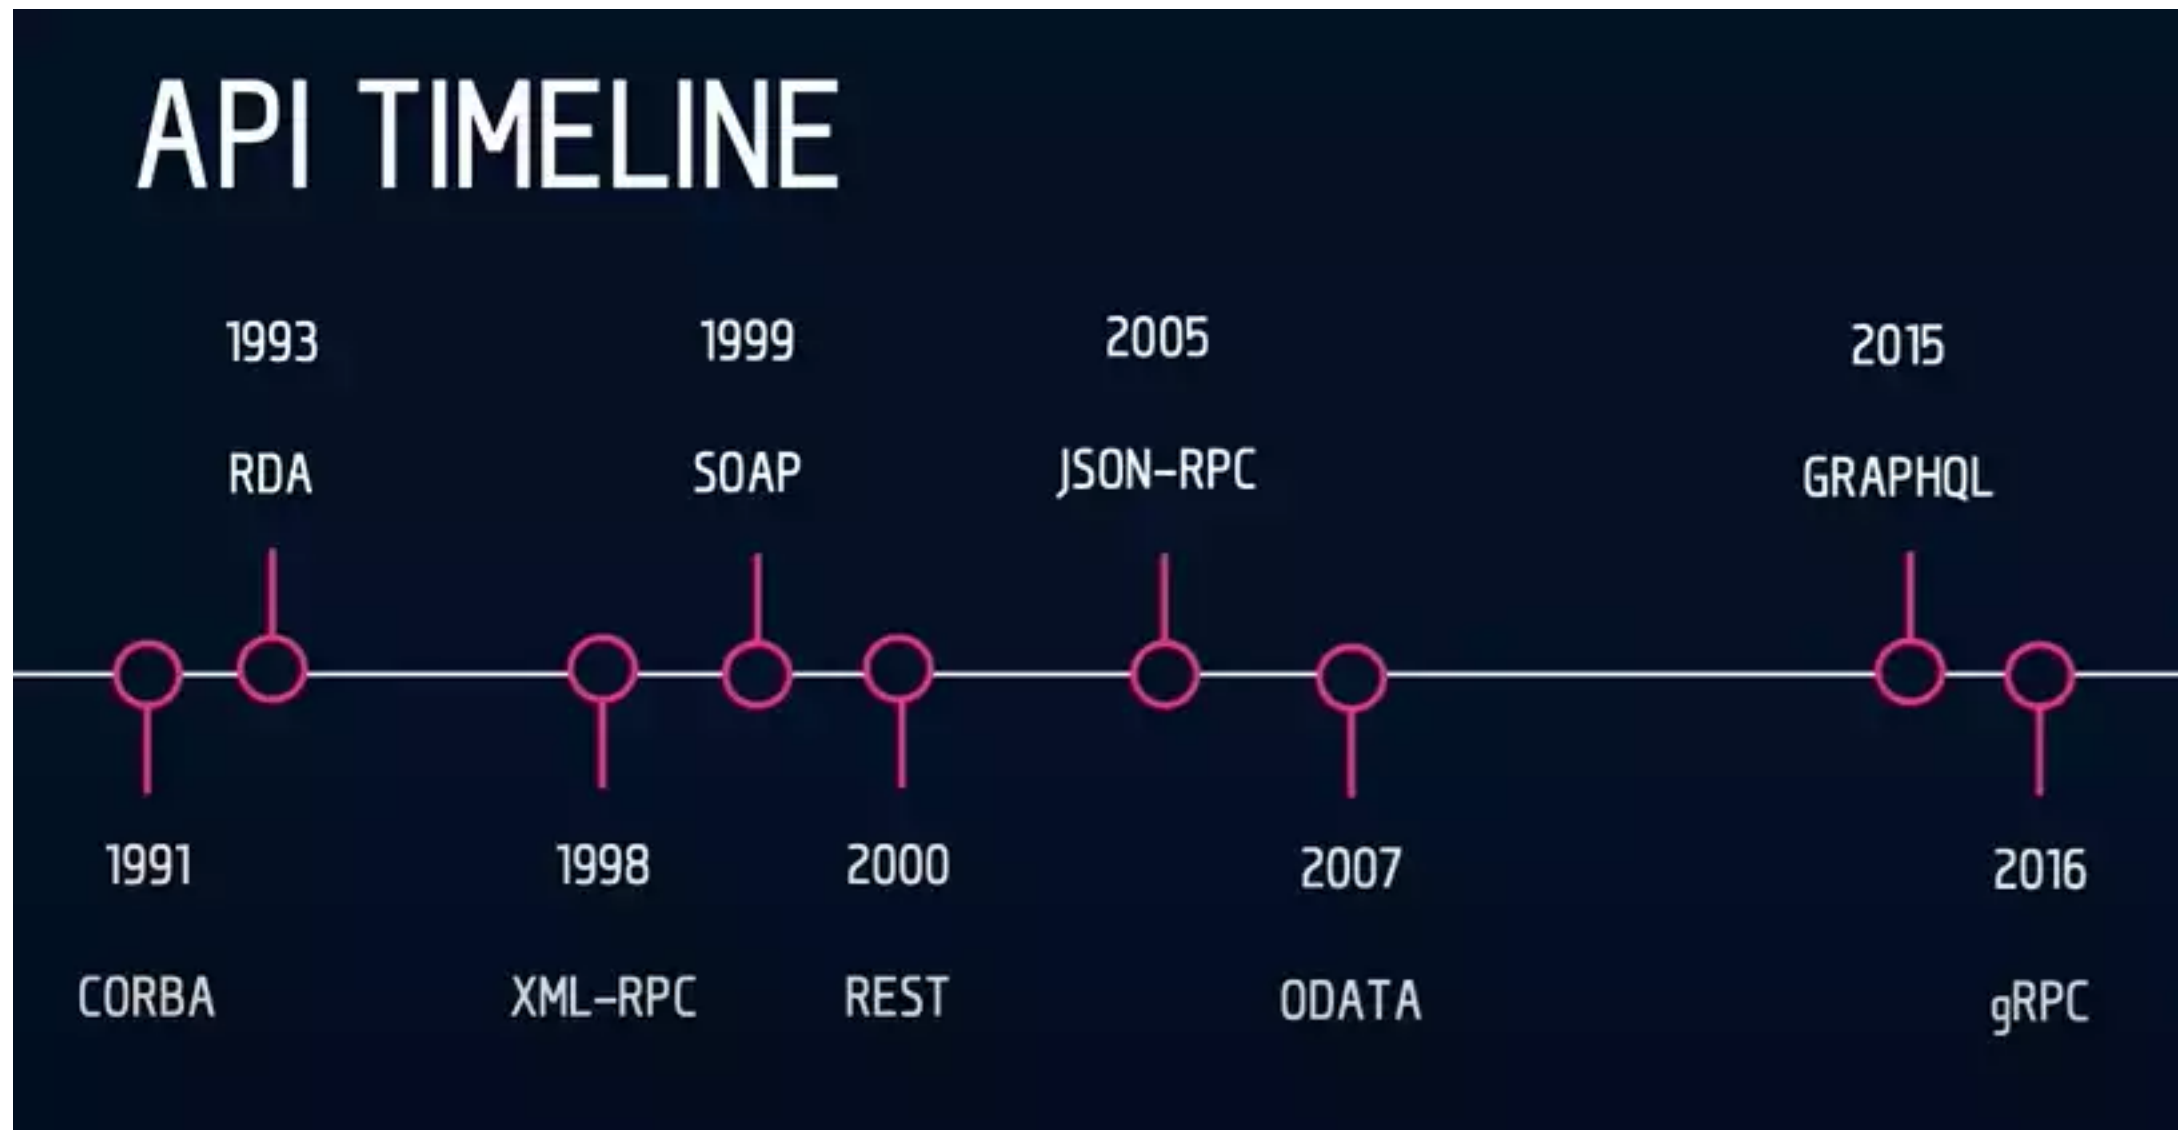 API TIMELINE
1993
1999
2005
2015
RDA
SOAP
JSON-RPC
GRAPHQL
1991
1998
2000
2007
2016
CORBA
XML-RPC
REST
ODATA
gRPC